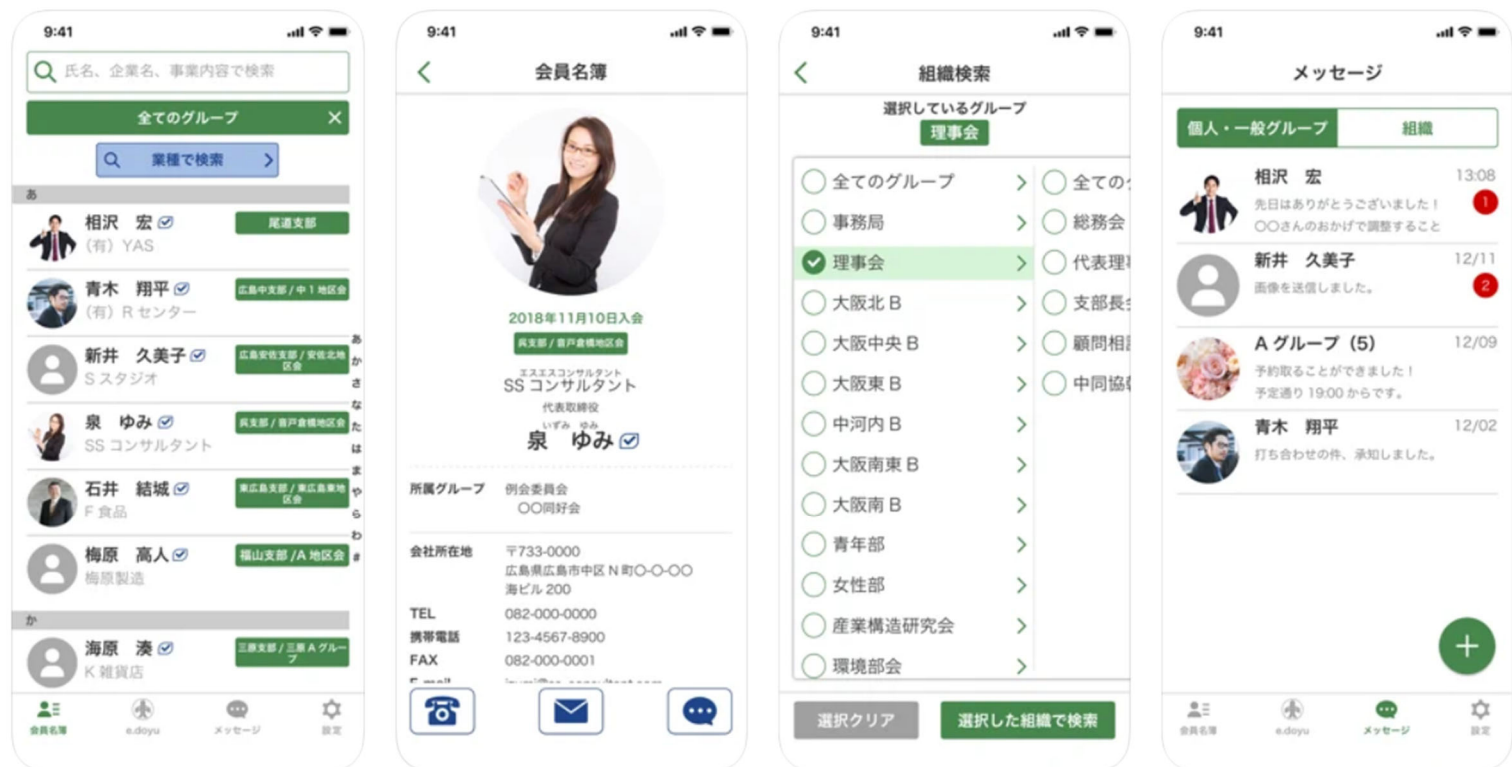 9:41
氏名、企業名、事業内容で検索
全てのグループ
業種で検索
あ
相沢　宏
尾道支部
（有）YAS
青木　翔平
広島中支部 / 中1地区会
（有）R センター
新井　久美子
広島安佐支部 / 安佐北地
区会
S スタジオ
泉　ゆみ
呉支部 / 音戸倉橋地区会
SS コンサルタント
石井　結城
東広島支部 / 東広島東地
区会
F 食品
梅原　高人
福山支部 /A 地区会
梅原製造
か
海原　湊
三原支部 / 三原 A グルー
プ
K 雑貨店
あ
か
さ
な
た
は
ま
や
ら
わ
#
会員名簿
e.doyu
メッセージ
設定
9:41
会員名簿
2018年11月10日入会
呉支部 / 音戸倉橋地区会
エスエスコンサルタント
SS コンサルタント
代表取締役
いずみ　ゆみ
泉　ゆみ
所属グループ
例会委員会
〇〇同好会
会社所在地
〒733-0000
広島県広島市中区 N 町〇-〇-〇〇
海ビル 200
TEL
082-000-0000
携帯電話
123-4567-8900
FAX
082-000-0001
E-mail
9:41
組織検索
選択しているグループ
理事会
全てのグループ
事務局
理事会
大阪北 B
大阪中央 B
大阪東 B
中河内 B
大阪南東 B
大阪南 B
青年部
女性部
産業構造研究会
環境部会
全ての
総務会
代表理
支部長
顧問相
中同協
選択クリア
選択した組織で検索
9:41
メッセージ
個人・一般グループ
組織
相沢　宏
13:08
先日はありがとうございました！
〇〇さんのおかげで調整すること
1
新井　久美子
12/11
画像を送信しました。
2
A グループ（5）
12/09
予約取ることができました！
予定通り 19:00 からです。
青木　翔平
12/02
打ち合わせの件、承知しました。
会員名簿
e.doyu
メッセージ
設定